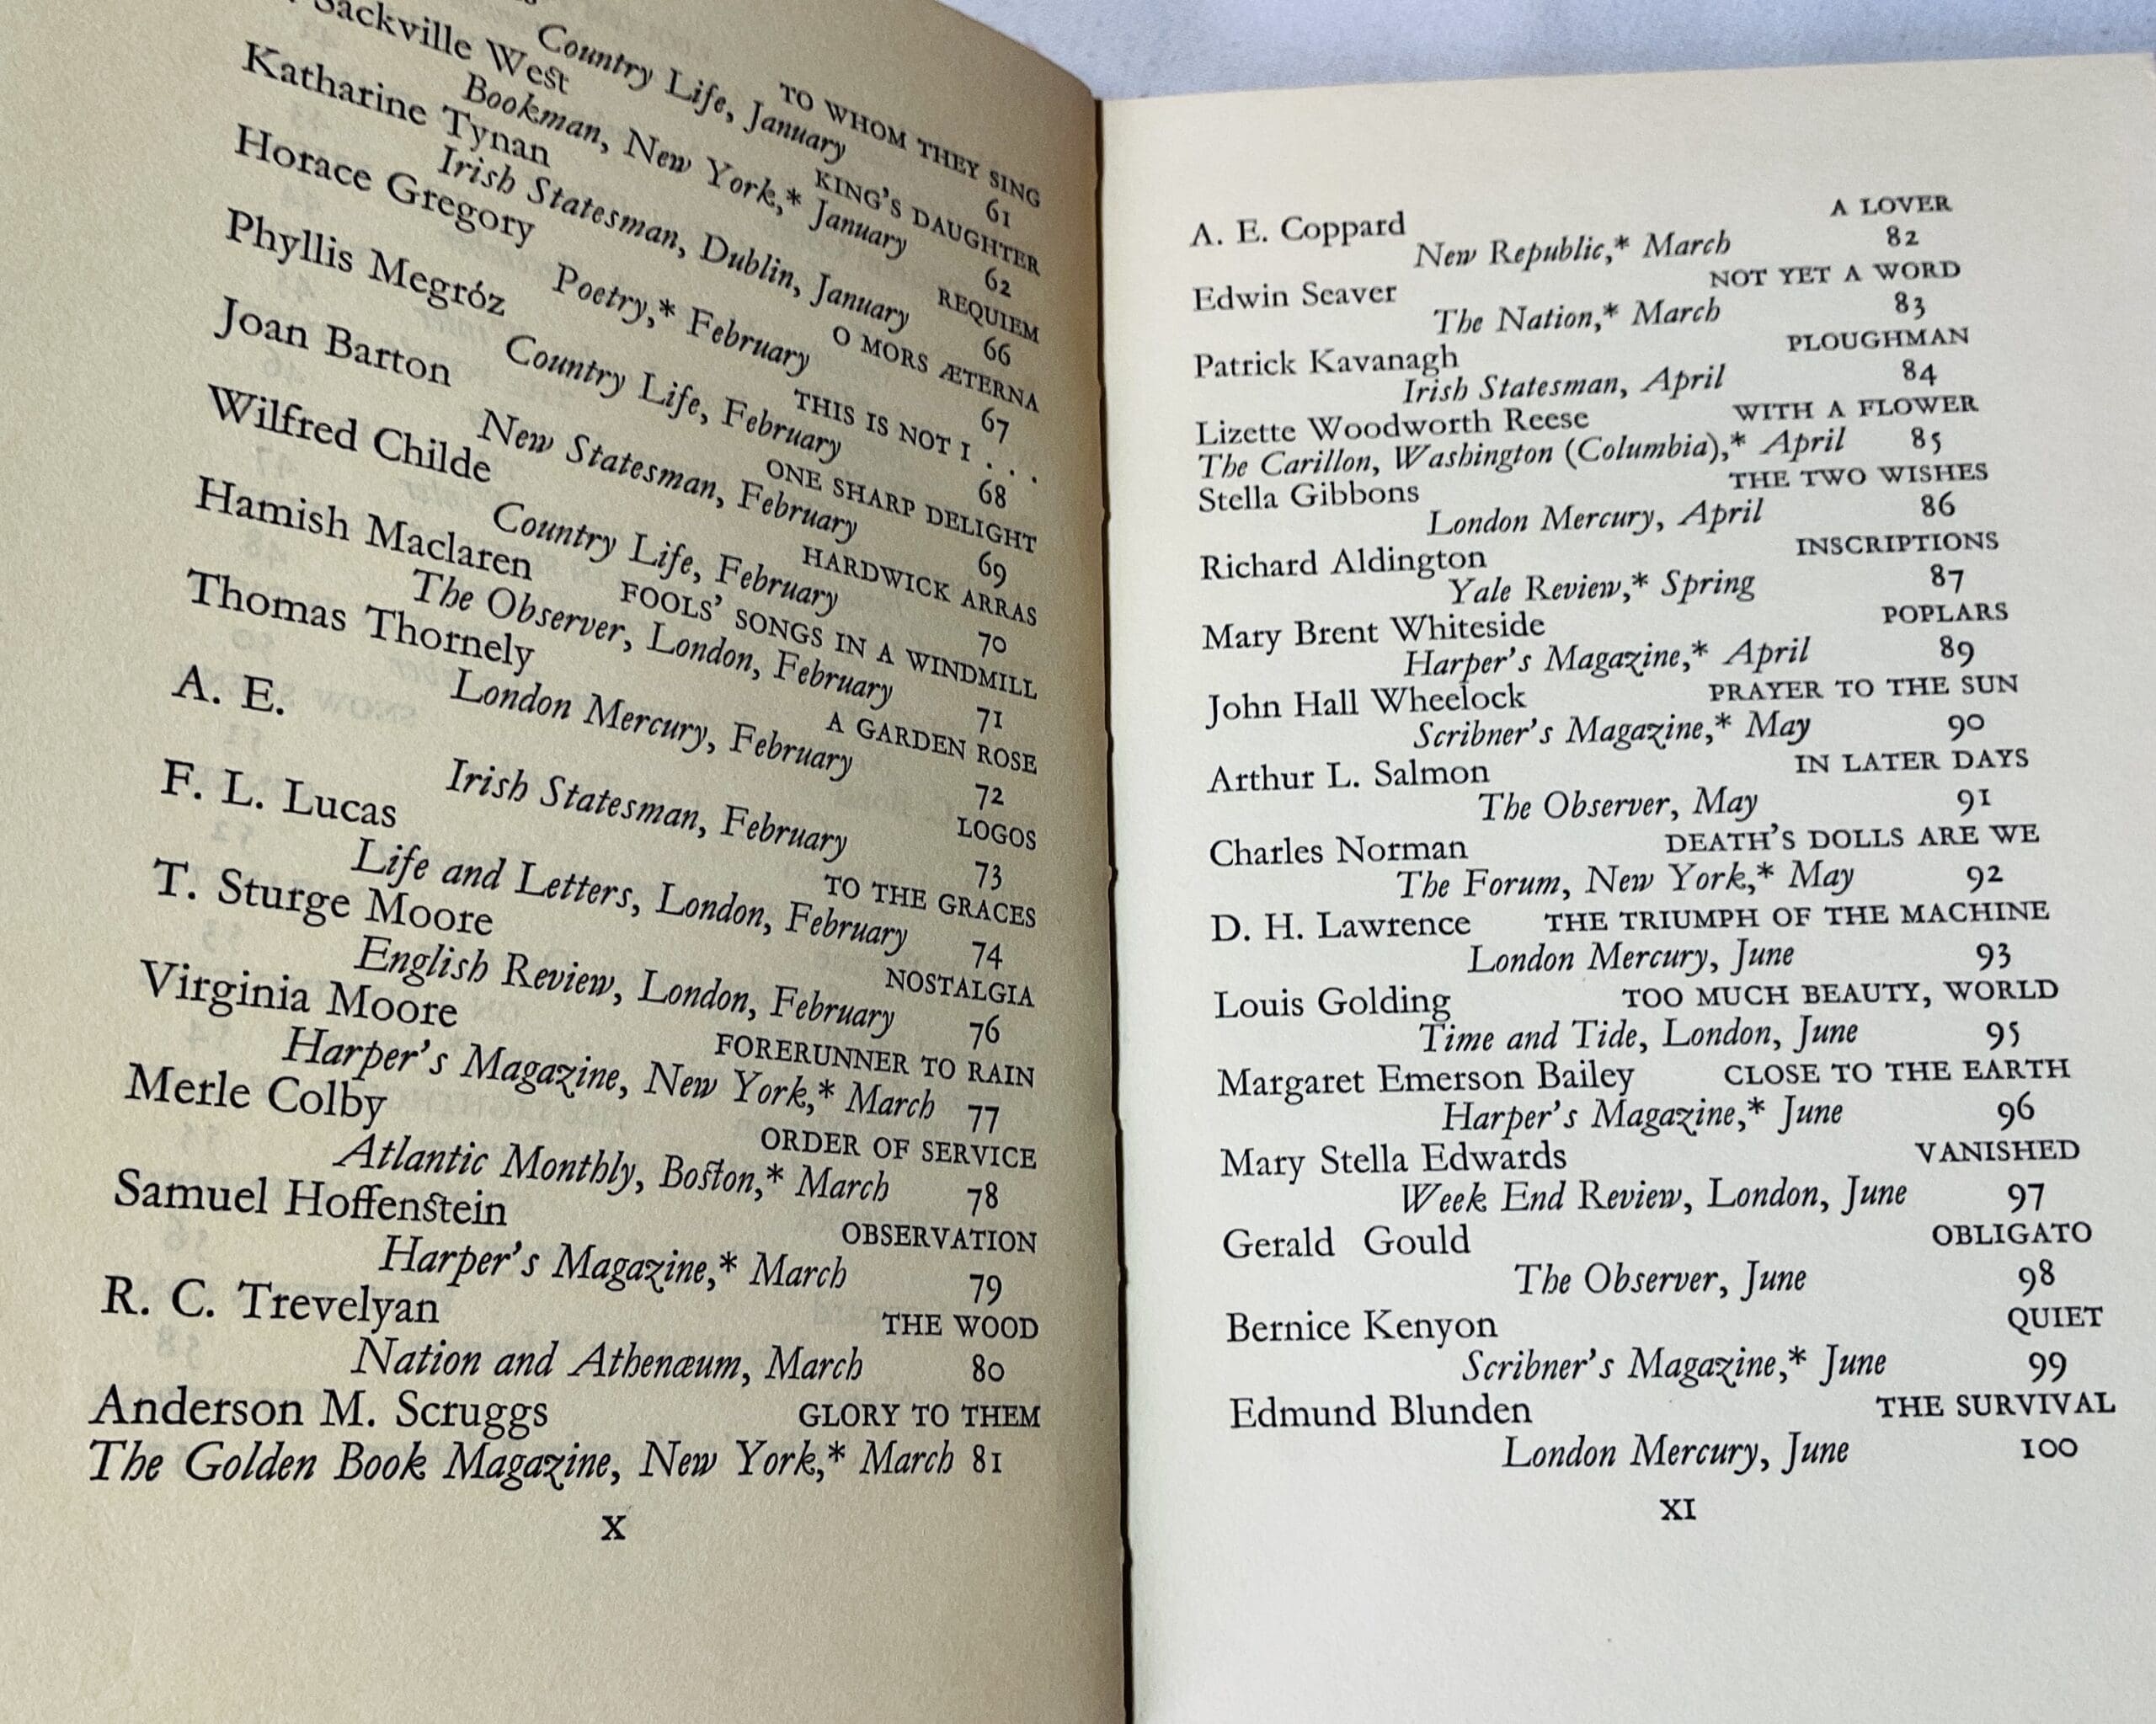 TO WHOM THEY SING
Country Life, January 61
Sackville West KING'S DAUGHTER
Bookman, New York,* January 62
Katharine Tynan REQUIEM
Irish Statesman, Dublin, January 66
Horace Gregory O MORS ÆTERNA
Poetry,* February 67
Phyllis Megróz THIS IS NOT I . . .
Country Life, February 68
Joan Barton ONE SHARP DELIGHT
New Statesman, February 69
Wilfred Childe HARDWICK ARRAS
Country Life, February 70
Hamish Maclaren FOOLS' SONGS IN A WINDMILL
The Observer, London, February 71
Thomas Thornely A GARDEN ROSE
London Mercury, February 72
A. E. LOGOS
Irish Statesman, February 73
F. L. Lucas TO THE GRACES
Life and Letters, London, February 74
T. Sturge Moore NOSTALGIA
English Review, London, February 76
Virginia Moore FORERUNNER TO RAIN
Harper's Magazine, New York,* March 77
Merle Colby ORDER OF SERVICE
Atlantic Monthly, Boston,* March 78
Samuel Hoffenstein OBSERVATION
Harper's Magazine,* March 79
R. C. Trevelyan THE WOOD
Nation and Athenæum, March 80
Anderson M. Scruggs GLORY TO THEM
The Golden Book Magazine, New York,* March 81
X
A. E. Coppard A LOVER
New Republic,* March 82
Edwin Seaver NOT YET A WORD
The Nation,* March 83
Patrick Kavanagh PLOUGHMAN
Irish Statesman, April 84
Lizette Woodworth Reese WITH A FLOWER
The Carillon, Washington (Columbia),* April 85
Stella Gibbons THE TWO WISHES
London Mercury, April 86
Richard Aldington INSCRIPTIONS
Yale Review,* Spring 87
Mary Brent Whiteside POPLARS
Harper's Magazine,* April 89
John Hall Wheelock PRAYER TO THE SUN
Scribner's Magazine,* May 90
Arthur L. Salmon IN LATER DAYS
The Observer, May 91
Charles Norman DEATH'S DOLLS ARE WE
The Forum, New York,* May 92
D. H. Lawrence THE TRIUMPH OF THE MACHINE
London Mercury, June 93
Louis Golding TOO MUCH BEAUTY, WORLD
Time and Tide, London, June 95
Margaret Emerson Bailey CLOSE TO THE EARTH
Harper's Magazine,* June 96
Mary Stella Edwards VANISHED
Week End Review, London, June 97
Gerald Gould OBLIGATO
The Observer, June 98
Bernice Kenyon QUIET
Scribner's Magazine,* June 99
Edmund Blunden THE SURVIVAL
London Mercury, June 100
XI